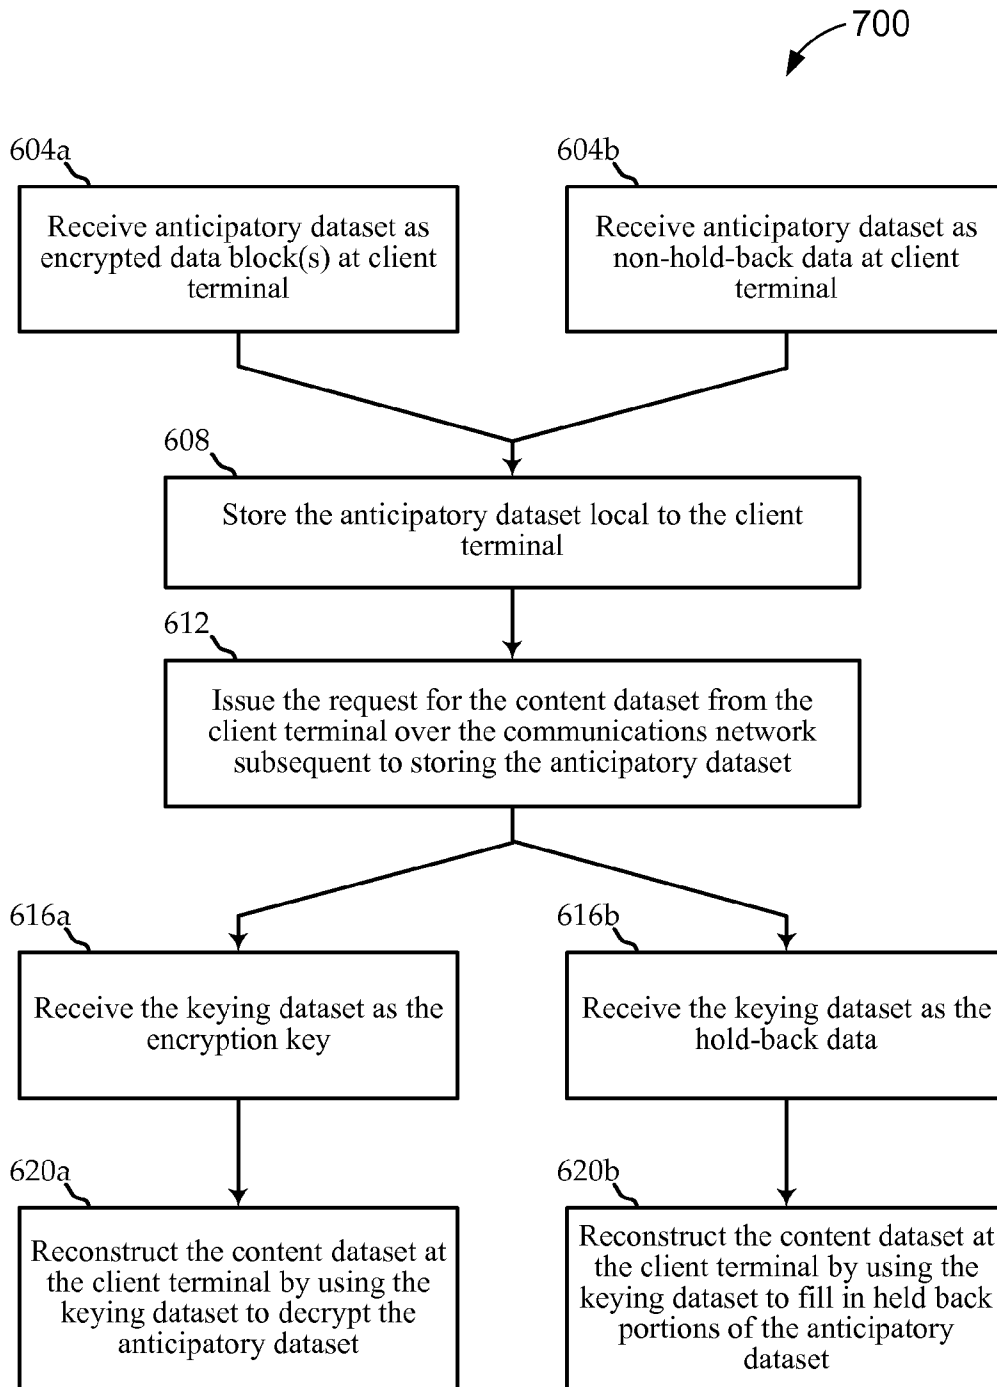 700
604a
Receive anticipatory dataset as
encrypted data block(s) at client
terminal
604b
Receive anticipatory dataset as
non-hold-back data at client
terminal
608
Store the anticipatory dataset local to the client
terminal
612
Issue the request for the content dataset from the
client terminal over the communications network
subsequent to storing the anticipatory dataset
616a
Receive the keying dataset as the
encryption key
616b
Receive the keying dataset as the
hold-back data
620a
Reconstruct the content dataset at
the client terminal by using the
keying dataset to decrypt the
anticipatory dataset
620b
Reconstruct the content dataset at
the client terminal by using the
keying dataset to fill in held back
portions of the anticipatory
dataset